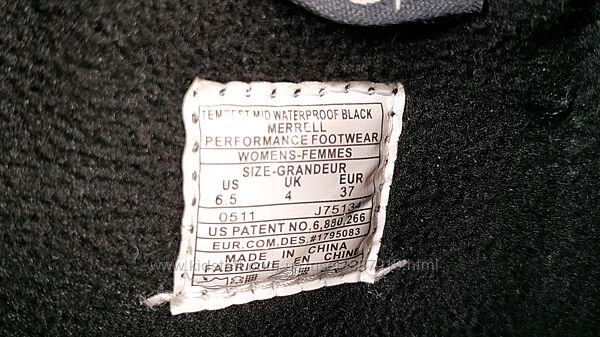 TEMPEST MID WATERPROOF BLACK
MERRELL
PERFORMANCE FOOTWEAR
WOMENS-FEMMES
SIZE-GRANDEUR
US UK EUR
6.5 4 37
0511 J75134
US PATENT NO.6,880,266
EUR.COM.DES.#1795083
MADE IN CHINA
FABRIQUE EN CHINE